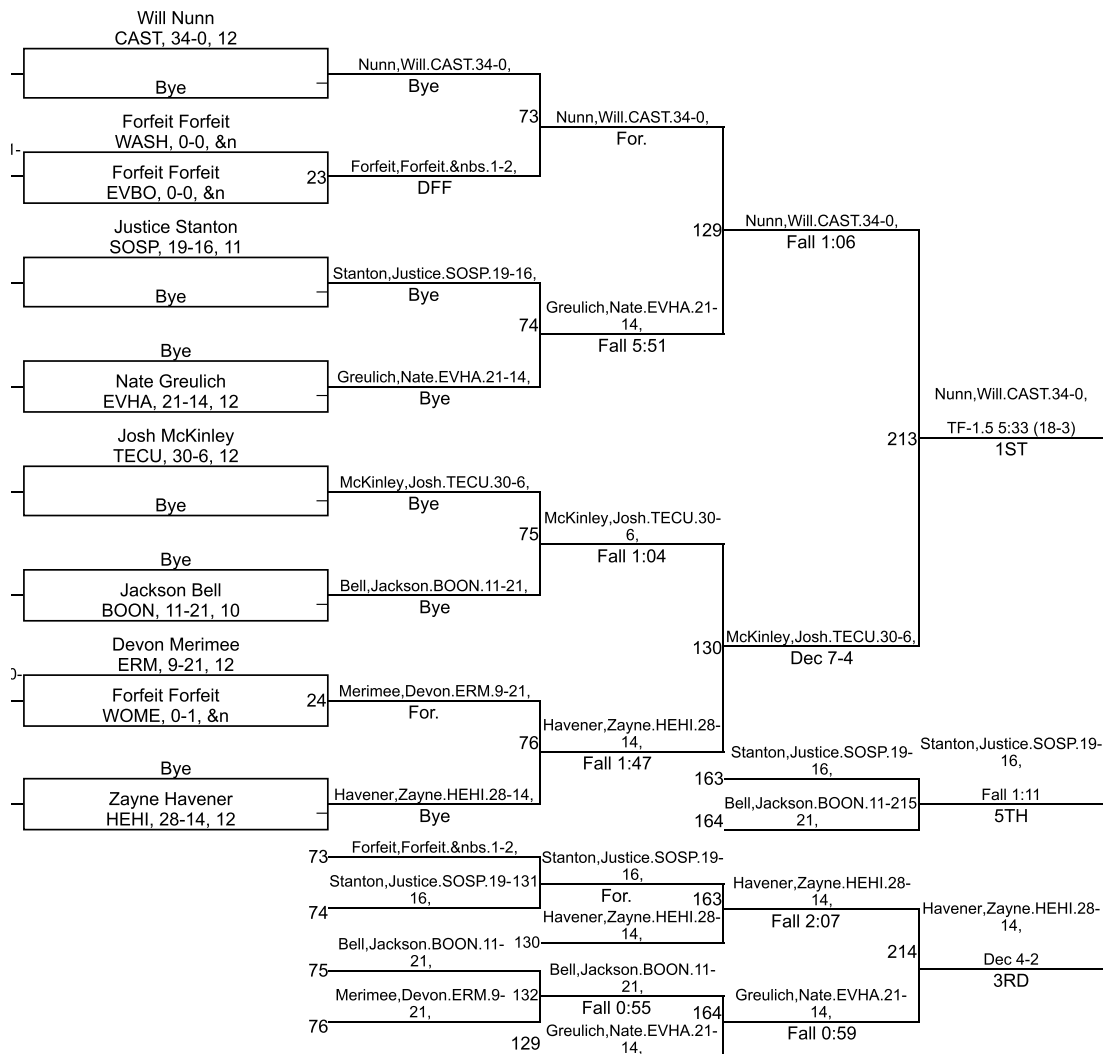 Will Nunn
CAST, 34-0, 12
Bye
Nunn,Will.CAST.34-0,
Bye
73
Nunn,Will.CAST.34-0,
For.
Forfeit Forfeit
WASH, 0-0, &n
Forfeit Forfeit
EVBO, 0-0, &n
23
Forfeit,Forfeit.&nbs.1-2,
DFF
129
Nunn,Will.CAST.34-0,
Fall 1:06
Justice Stanton
SOSP, 19-16, 11
Bye
Stanton,Justice.SOSP.19-16,
Bye
74
Greulich,Nate.EVHA.21-
14,
Fall 5:51
Bye
Nate Greulich
EVHA, 21-14, 12
Greulich,Nate.EVHA.21-14,
Bye
213
Nunn,Will.CAST.34-0,
TF-1.5 5:33 (18-3)
1ST
Josh McKinley
TECU, 30-6, 12
Bye
McKinley,Josh.TECU.30-6,
Bye
75
McKinley,Josh.TECU.30-
6,
Fall 1:04
Bye
Jackson Bell
BOON, 11-21, 10
Bell,Jackson.BOON.11-21,
Bye
130
McKinley,Josh.TECU.30-6,
Dec 7-4
Devon Merimee
ERM, 9-21, 12
Forfeit Forfeit
WOME, 0-1, &n
24
Merimee,Devon.ERM.9-21,
For.
76
Havener,Zayne.HEHI.28-
14,
Fall 1:47
Bye
Zayne Havener
HEHI, 28-14, 12
Havener,Zayne.HEHI.28-14,
Bye
163
Stanton,Justice.SOSP.19-
16,
164
Bell,Jackson.BOON.11-215
21,
Stanton,Justice.SOSP.19-
16,
Fall 1:11
5TH
73
Forfeit,Forfeit.&nbs.1-2,
74
Stanton,Justice.SOSP.19-131
16,
Stanton,Justice.SOSP.19-
16,
For.
163
130
Havener,Zayne.HEHI.28-
14,
Havener,Zayne.HEHI.28-
14,
Fall 2:07
75
Bell,Jackson.BOON.11-
21,
76
Merimee,Devon.ERM.9-
21,
132
Bell,Jackson.BOON.11-
21,
Fall 0:55
164
129
Greulich,Nate.EVHA.21-
14,
Greulich,Nate.EVHA.21-
14,
Fall 0:59
214
Havener,Zayne.HEHI.28-
14,
Dec 4-2
3RD